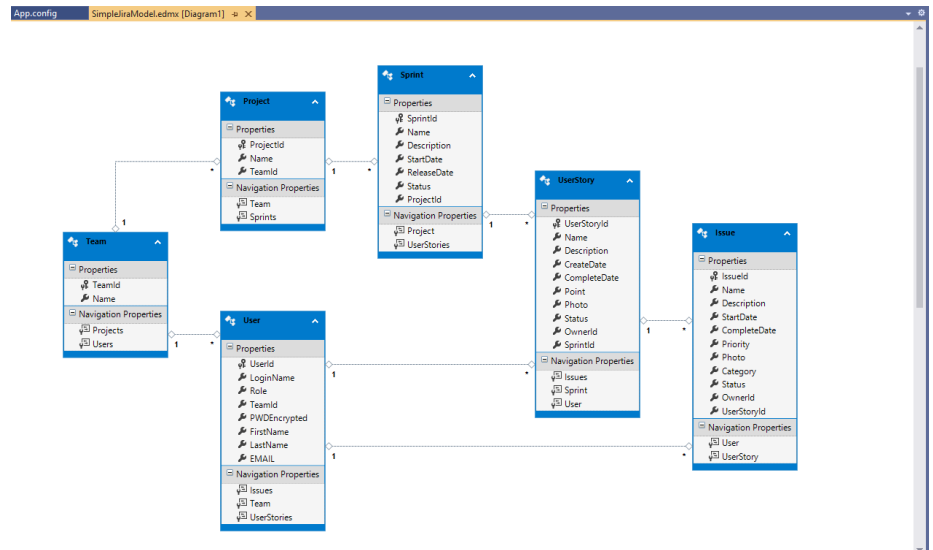 App.config
SimpleJiraModel.edmx [Diagram1]
Sprint
Properties
SprintId
Name
Description
StartDate
ReleaseDate
Status
ProjectId
Navigation Properties
Project
UserStories
Project
Properties
ProjectId
Name
TeamId
Navigation Properties
Team
Sprints
1
*
1
*
UserStory
Properties
UserStoryId
Name
Description
CreateDate
CompleteDate
Point
Photo
Status
OwnerId
SprintId
Navigation Properties
Issues
Sprint
User
1
*
Issue
Properties
IssueId
Name
Description
StartDate
CompleteDate
Priority
Photo
Category
Status
OwnerId
UserStoryId
Navigation Properties
User
UserStory
1
*
Team
Properties
TeamId
Name
Navigation Properties
Projects
Users
1
*
User
Properties
UserId
LoginName
Role
TeamId
PWDEncrypted
FirstName
LastName
EMAIL
Navigation Properties
Issues
Team
UserStories
1
*
1
*